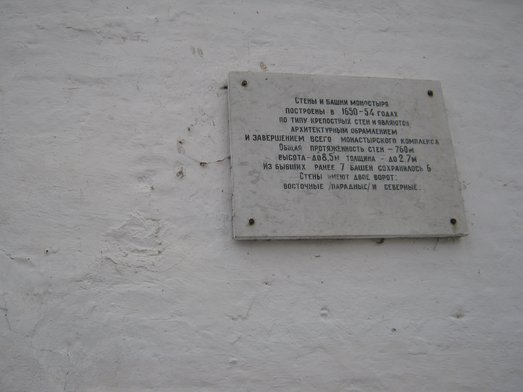 Стены и башни монастыря
построены в 1650-54 годах
по типу крепостных стен и являются
архитектурным обрамлением
и завершением всего монастырского комплекса
Общая протяженность стен - 760м
высота - до 8,5м толщина - до 2,7м
Из бывших ранее 7 башен сохранилось 6
Стены имеют двое ворот:
восточные /парадные/ и северные